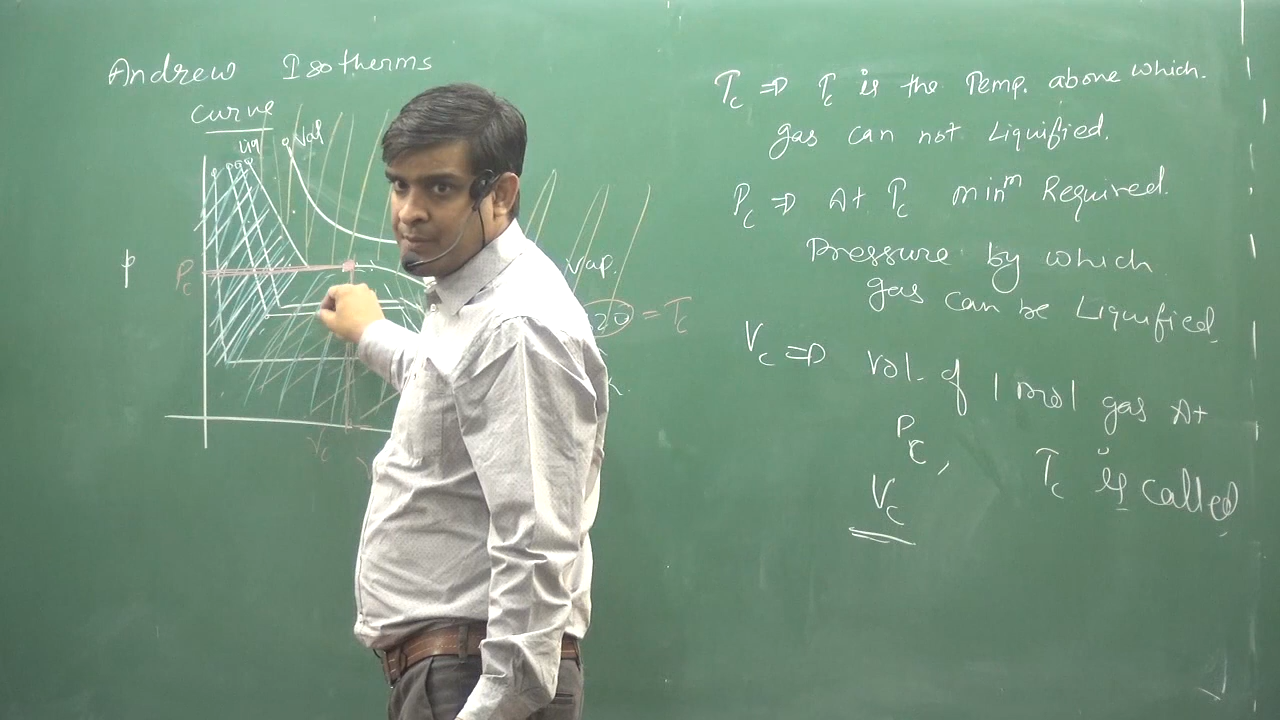 Andrew Isotherms
Curve
Liq
Vap
P
Pc
Vap.
= Tc
Vc
Tc ⇒ Tc is the Temp. above which.
gas can not Liquified.
Pc ⇒ At Pc minᵐ Required.
Pressure by which
gas can be Liquified,
Vc ⇒ Vol. of 1 mol gas At
Pc, Tc is called
Vc